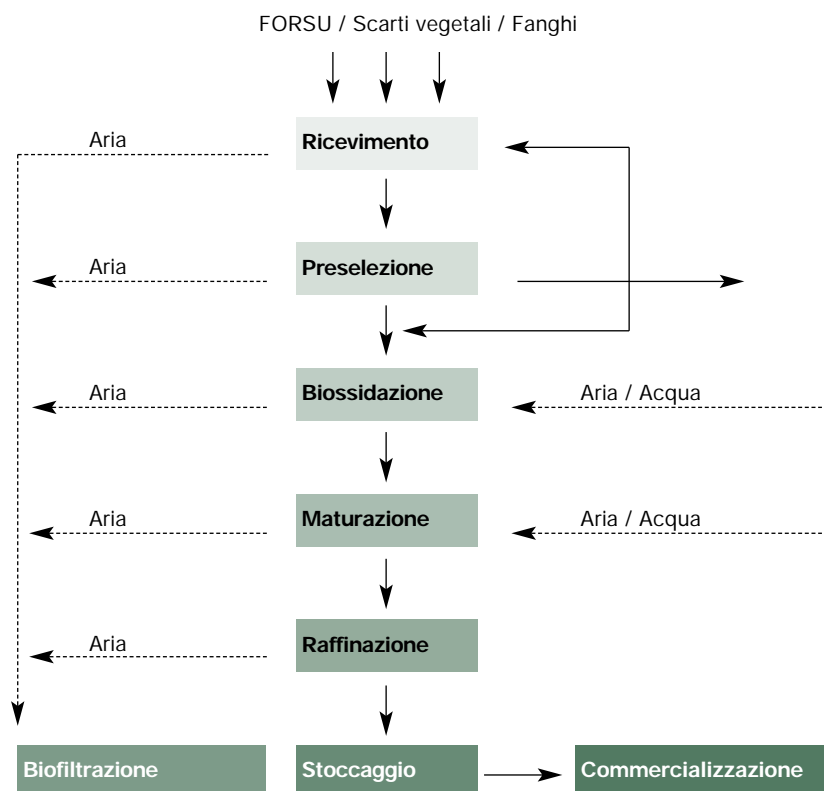 FORSU / Scarti vegetali / Fanghi
Aria
Ricevimento
Aria
Preselezione
Aria
Biossidazione
Aria / Acqua
Aria
Maturazione
Aria / Acqua
Aria
Raffinazione
Biofiltrazione
Stoccaggio
Commercializzazione